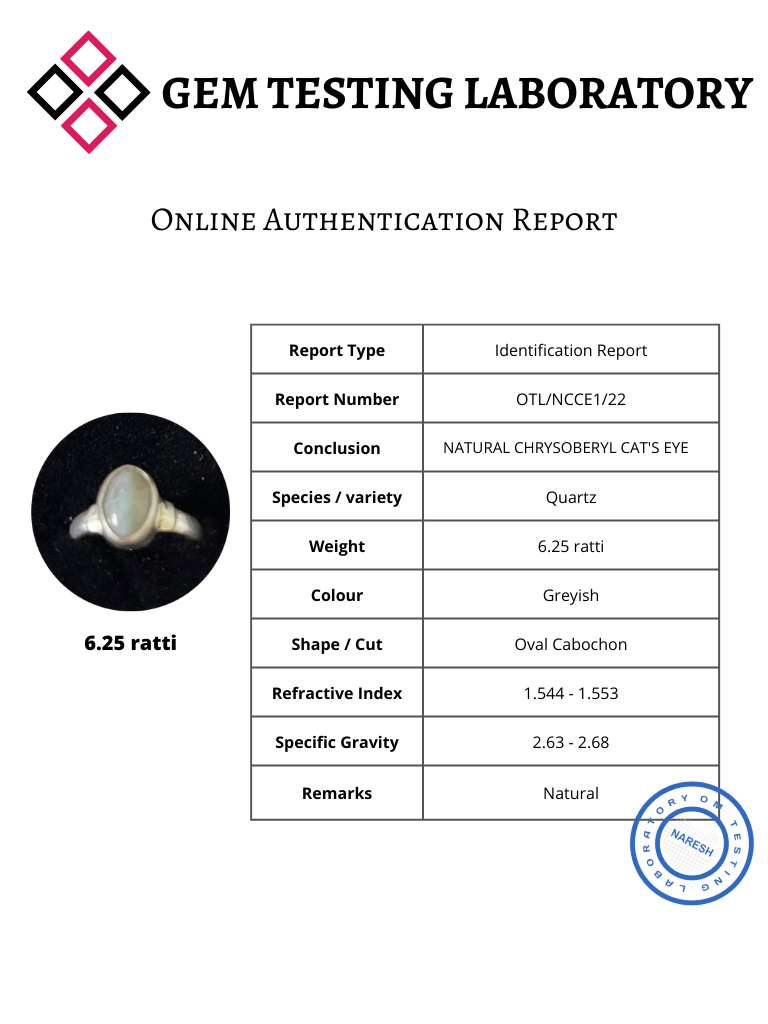 GEM TESTING LABORATORY
Online Authentication Report
Report Type Identification Report
Report Number OTL/NCCE1/22
Conclusion NATURAL CHRYSOBERYL CAT'S EYE
Species / variety Quartz
Weight 6.25 ratti
Colour Greyish
Shape / Cut Oval Cabochon
Refractive Index 1.544 - 1.553
Specific Gravity 2.63 - 2.68
Remarks Natural
6.25 ratti
OM TESTING LABORATORY
NARESH